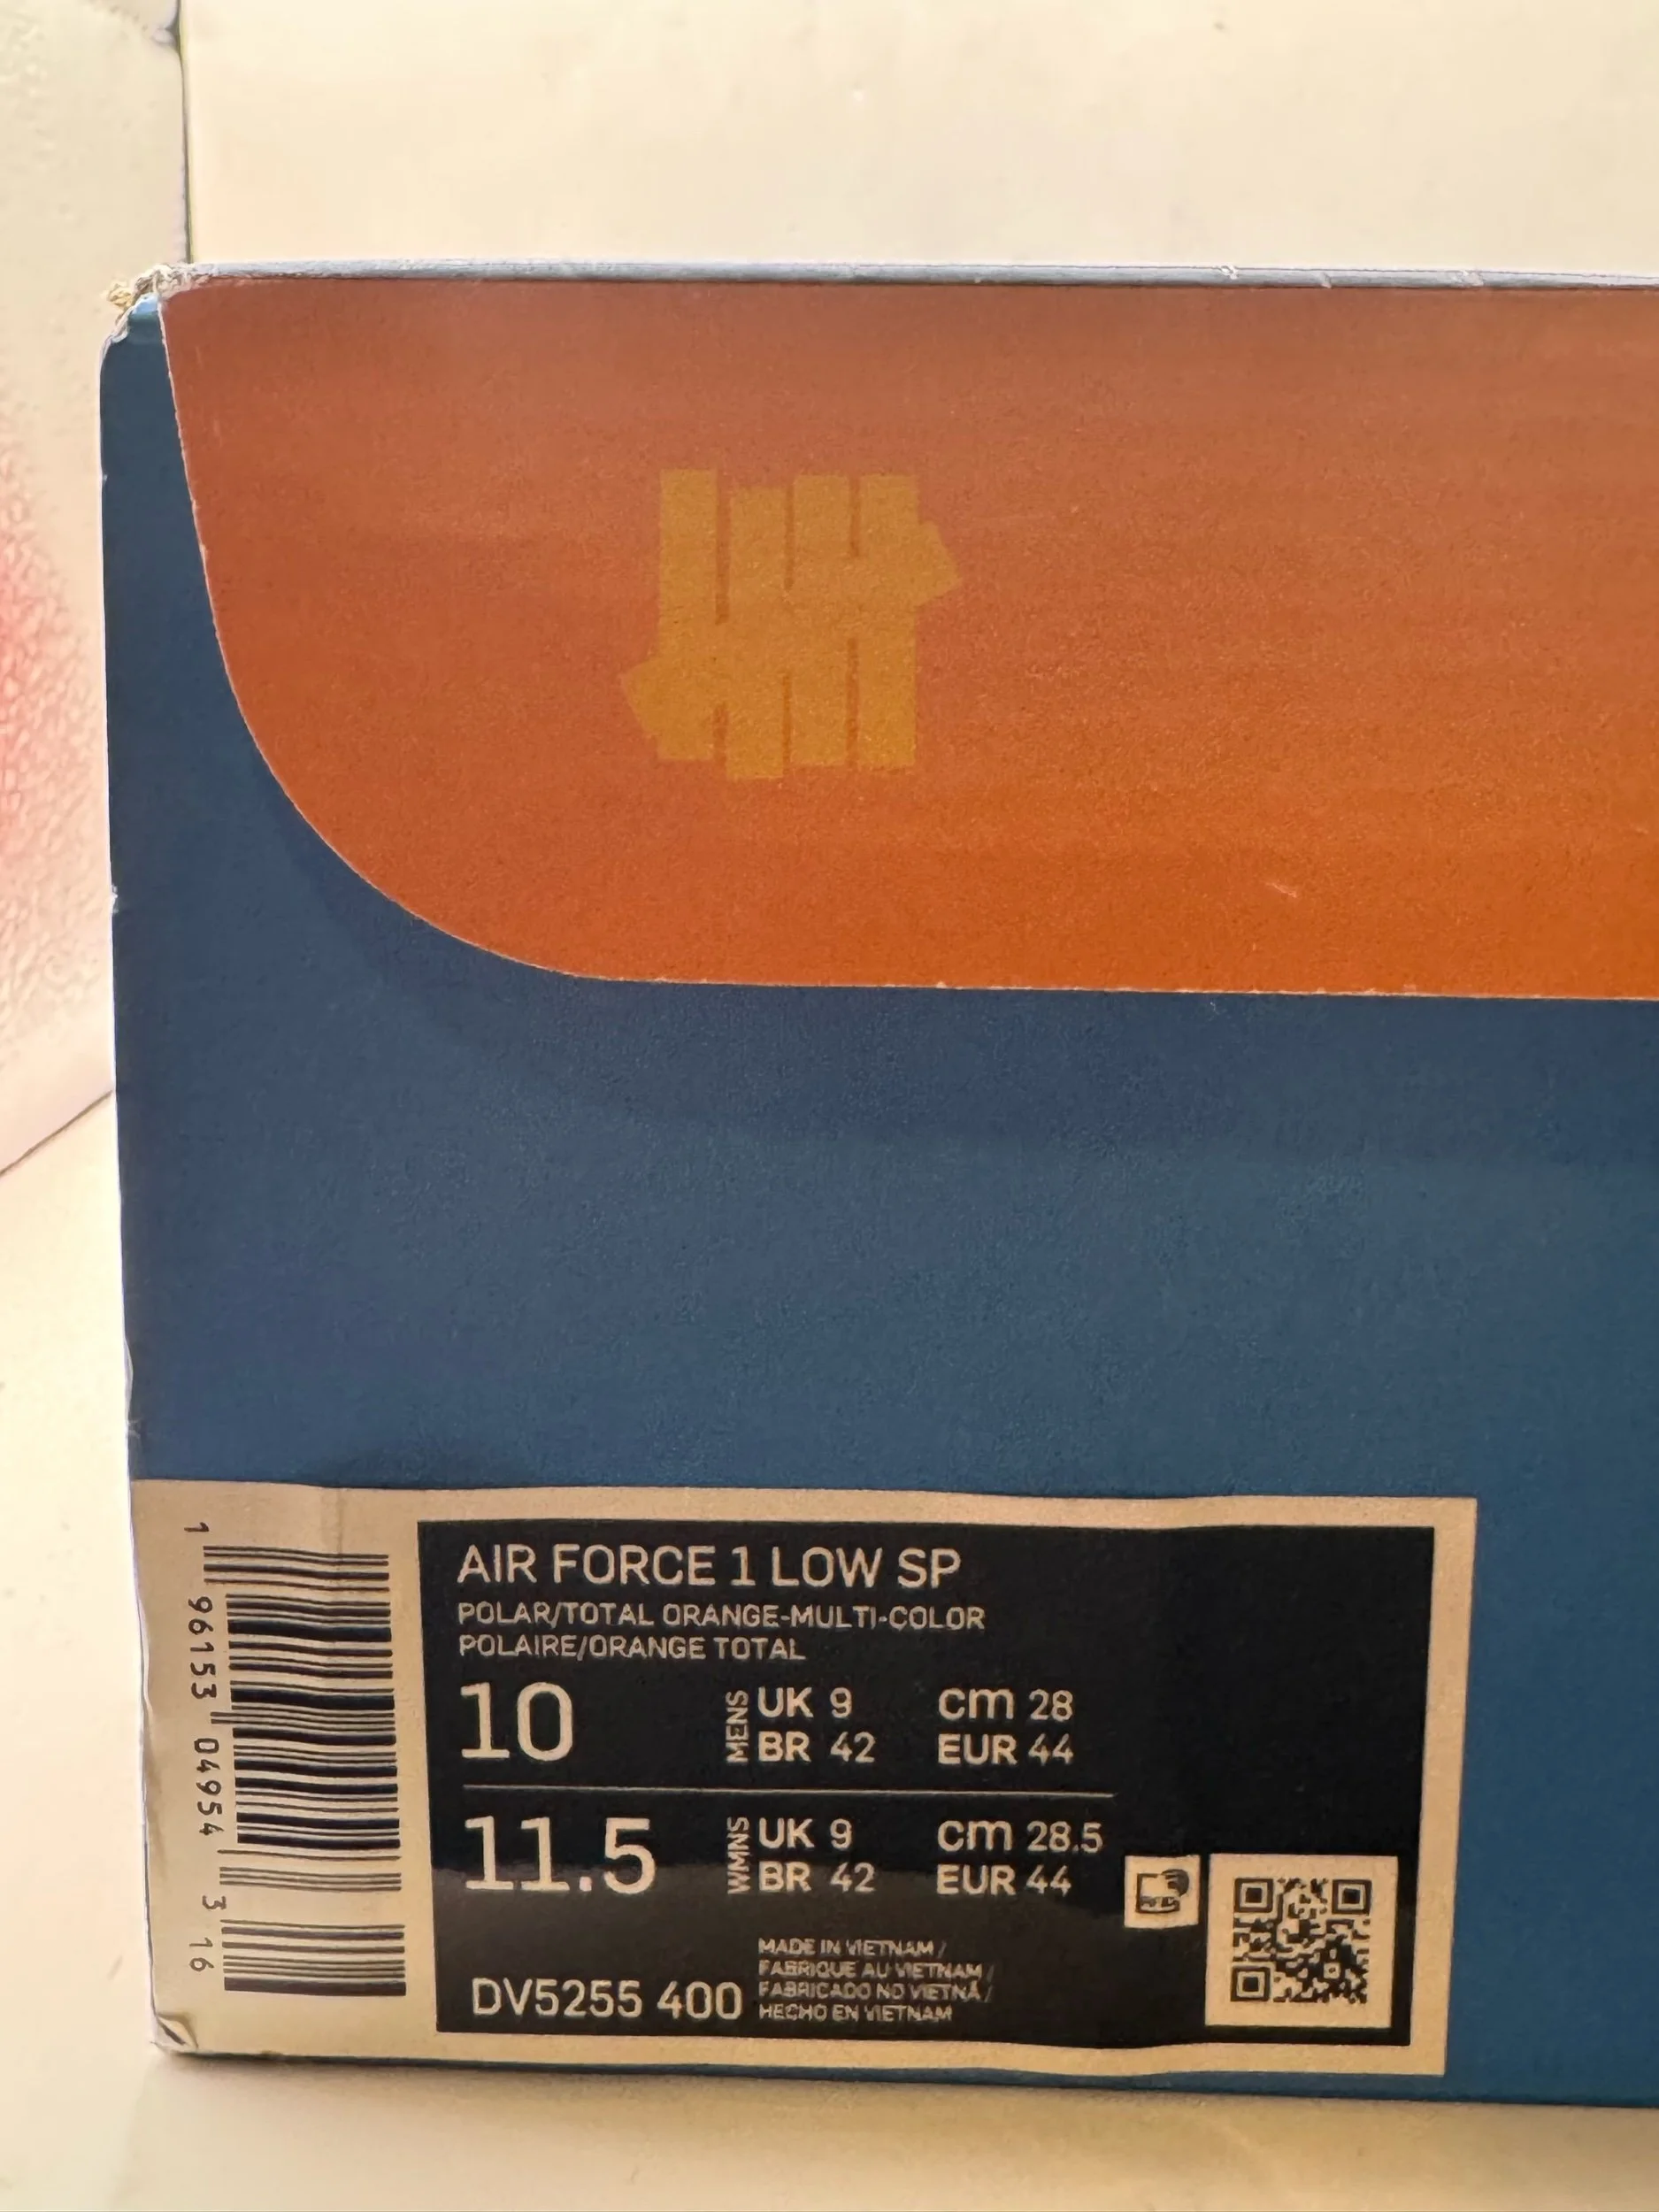 AIR FORCE 1 LOW SP
POLAR/TOTAL ORANGE-MULTI-COLOR
POLAIRE/ORANGE TOTAL
10 MENS UK 9 cm 28
BR 42 EUR 44
11.5 WMNS UK 9 cm 28.5
BR 42 EUR 44
DV5255 400
MADE IN VIETNAM /
FABRIQUE AU VIETNAM /
FABRICADO NO VIETNÃ /
HECHO EN VIETNAM
1 96153 04954 3 16